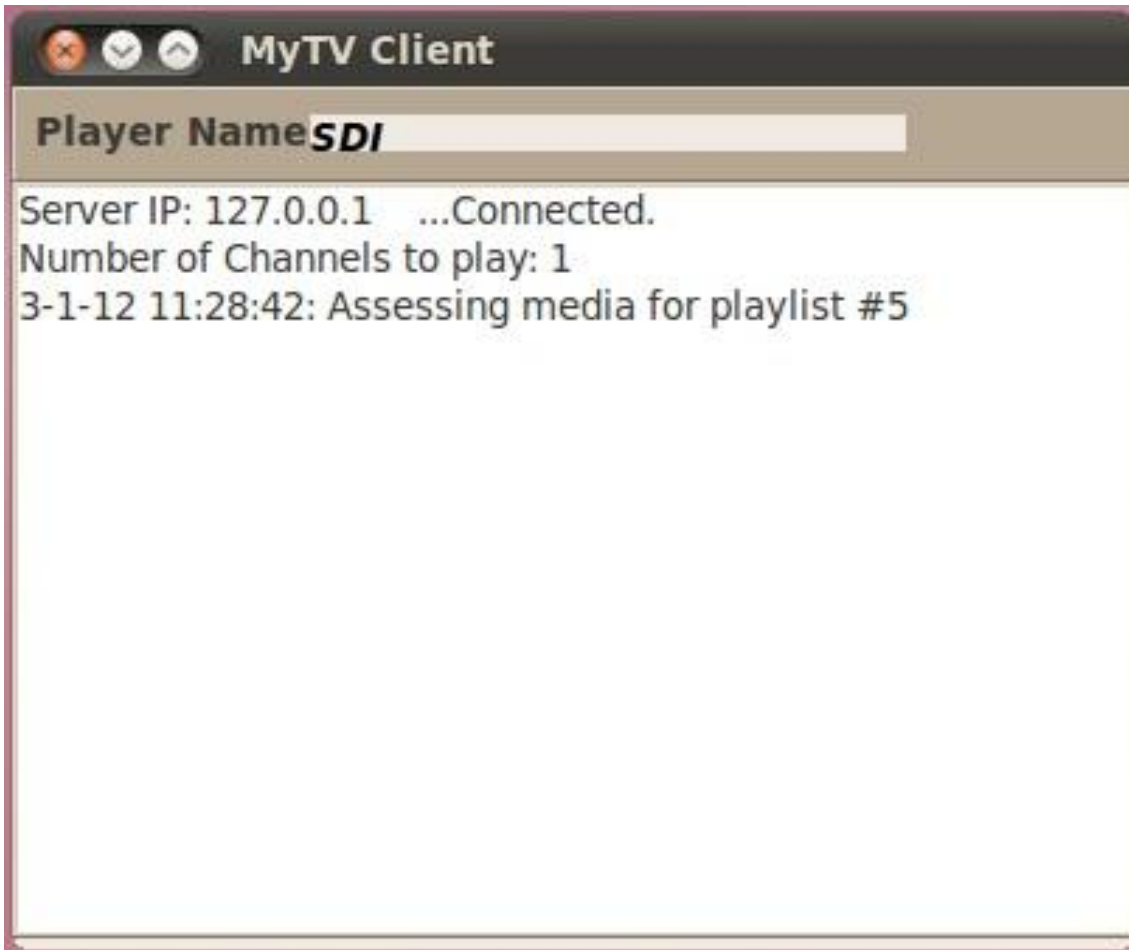 MyTV Client
Player Name SDI
Server IP: 127.0.0.1 ...Connected.
Number of Channels to play: 1
3-1-12 11:28:42: Assessing media for playlist #5